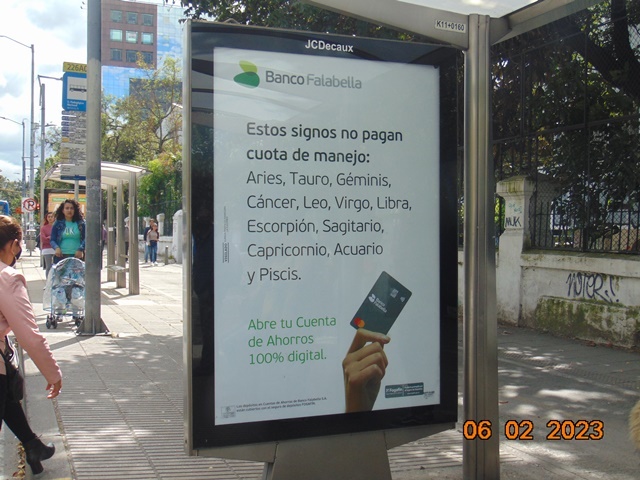 K11+0160
JCDecaux
Banco Falabella
Estos signos no pagan
cuota de manejo:
Aries, Tauro, Géminis,
Cáncer, Leo, Virgo, Libra,
Escorpión, Sagitario,
Capricornio, Acuario
y Piscis.
Abre tu Cuenta
de Ahorros
100% digital.
MUK
06 02 2023